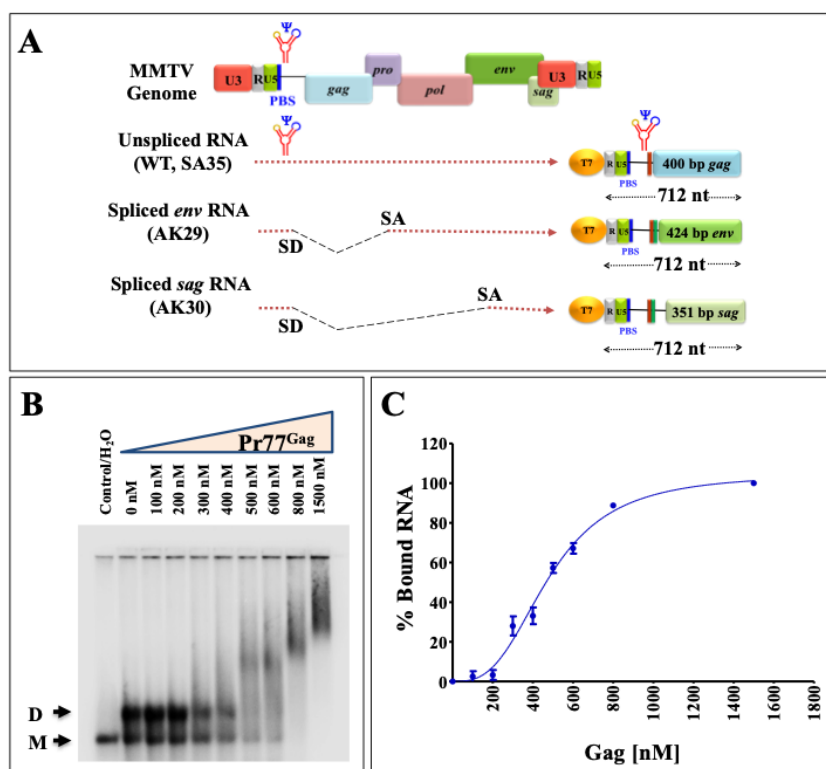 A
Ψ
MMTV
Genome
U3 R U5 PBS gag pro pol env sag U3 R U5
Unspliced RNA
(WT, SA35)
Ψ
Ψ
T7 R U5 PBS 400 bp gag
712 nt
Spliced env RNA
(AK29)
SD
SA
T7 R U5 PBS 424 bp env
712 nt
Spliced sag RNA
(AK30)
SD
SA
T7 R U5 PBS 351 bp sag
712 nt
B
Pr77Gag
Control/H2O
0 nM
100 nM
200 nM
300 nM
400 nM
500 nM
600 nM
800 nM
1500 nM
D
M
C
% Bound RNA
120
100
80
60
40
20
0
200
400
600
800
1000
1200
1400
1600
1800
Gag [nM]